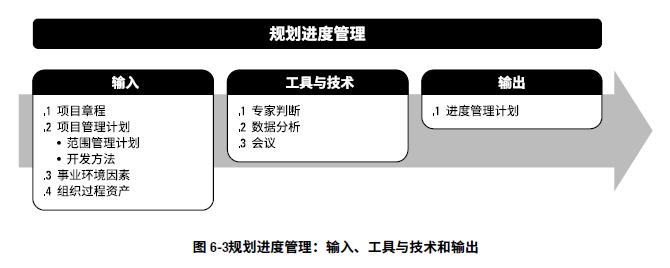 规划进度管理
输入
.1 项目章程
.2 项目管理计划
• 范围管理计划
• 开发方法
.3 事业环境因素
.4 组织过程资产
工具与技术
.1 专家判断
.2 数据分析
.3 会议
输出
.1 进度管理计划
图 6-3规划进度管理：输入、工具与技术和输出